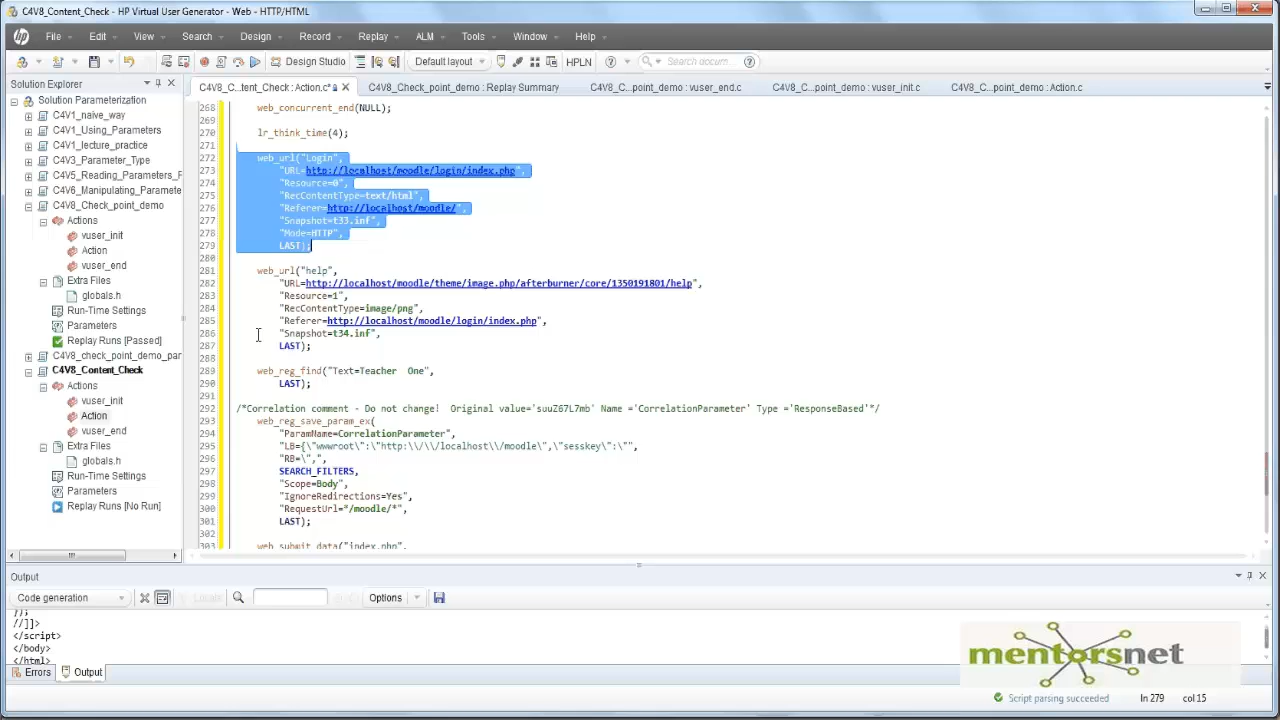 C4V8_Content_Check - HP Virtual User Generator - Web - HTTP/HTML
File Edit View Search Design Record Replay ALM Tools Window Help
Design Studio Default layout HPLN Search docum...
Solution Explorer
C4V8_C...tent_Check : Action.c* C4V8_Check_point_demo : Replay Summary C4V8_C...point_demo : vuser_end.c C4V8_C...point_demo : vuser_init.c C4V8_C...point_demo : Action.c
Solution Parameterization
C4V1_naive_way
C4V1_Using_Parameters
C4V1_lecture_practice
C4V3_Parameter_Type
C4V5_Reading_Parameters_F
C4V6_Manipulating_Paramete
C4V8_Check_point_demo
Actions
vuser_init
Action
vuser_end
Extra Files
globals.h
Run-Time Settings
Parameters
Replay Runs [Passed]
C4V8_check_point_demo_par
C4V8_Content_Check
Actions
vuser_init
Action
vuser_end
Extra Files
globals.h
Run-Time Settings
Parameters
Replay Runs [No Run]
268 web_concurrent_end(NULL);
269
270 lr_think_time(4);
271
272 web_url("Login",
273 "URL=http://localhost/moodle/login/index.php",
274 "Resource=0",
275 "RecContentType=text/html",
276 "Referer=http://localhost/moodle/",
277 "Snapshot=t33.inf",
278 "Mode=HTTP",
279 LAST);
280
281 web_url("help",
282 "URL=http://localhost/moodle/theme/image.php/afterburner/core/1350191801/help",
283 "Resource=1",
284 "RecContentType=image/png",
285 "Referer=http://localhost/moodle/login/index.php",
286 "Snapshot=t34.inf",
287 LAST);
288
289 web_reg_find("Text=Teacher  One",
290 LAST);
291
292 /*Correlation comment - Do not change!  Original value='suuZ67L7mb' Name ='CorrelationParameter' Type ='ResponseBased'*/
293 web_reg_save_param_ex(
294 "ParamName=CorrelationParameter",
295 "LB={\"wwwroot\":\"http:\\/\\/localhost\\/moodle\",\"sesskey\":\"",
296 "RB=\",",
297 SEARCH_FILTERS,
298 "Scope=Body",
299 "IgnoreRedirections=Yes",
300 "RequestUrl=*/moodle/*",
301 LAST);
302
303 web_submit_data("index.php",
Output
Code generation Locate Options
});
//]]>
</script>
</body>
</html>
Errors Output
mentorsnet
Script parsing succeeded ln 279 col 15